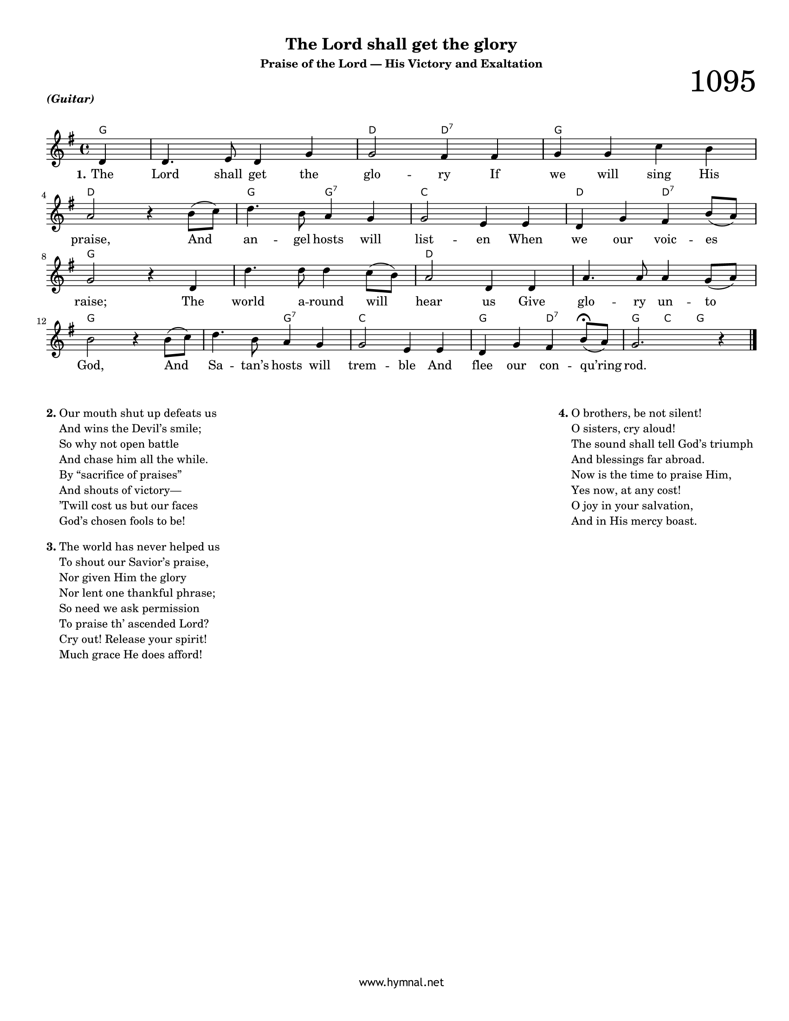 The Lord shall get the glory
Praise of the Lord — His Victory and Exaltation
1095
(Guitar)
G D D7 G
1. The Lord shall get the glo - ry If we will sing His
4 D G G7 C D D7
praise, And an - gel hosts will list - en When we our voic - es
8 G D
raise; The world a-round will hear us Give glo - ry un - to
12 G G7 C G D7 G C G
God, And Sa - tan's hosts will trem - ble And flee our con - qu'ring rod.
2. Our mouth shut up defeats us
And wins the Devil's smile;
So why not open battle
And chase him all the while.
By “sacrifice of praises”
And shouts of victory—
’Twill cost us but our faces
God’s chosen fools to be!
3. The world has never helped us
To shout our Savior’s praise,
Nor given Him the glory
Nor lent one thankful phrase;
So need we ask permission
To praise th’ ascended Lord?
Cry out! Release your spirit!
Much grace He does afford!
4. O brothers, be not silent!
O sisters, cry aloud!
The sound shall tell God’s triumph
And blessings far abroad.
Now is the time to praise Him,
Yes now, at any cost!
O joy in your salvation,
And in His mercy boast.
www.hymnal.net